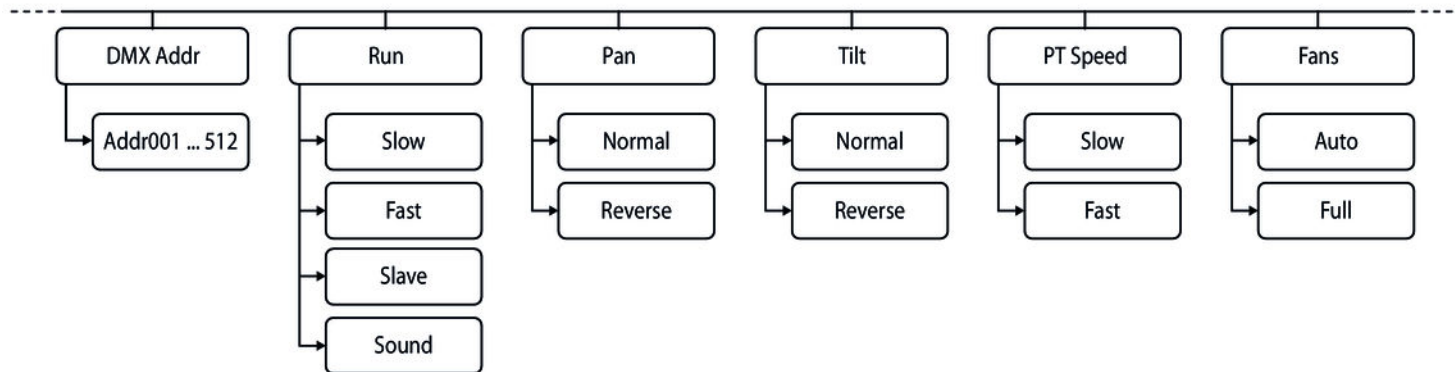 DMX Addr
Run
Pan
Tilt
PT Speed
Fans
Addr001 ... 512
Slow
Normal
Normal
Slow
Auto
Fast
Reverse
Reverse
Fast
Full
Slave
Sound